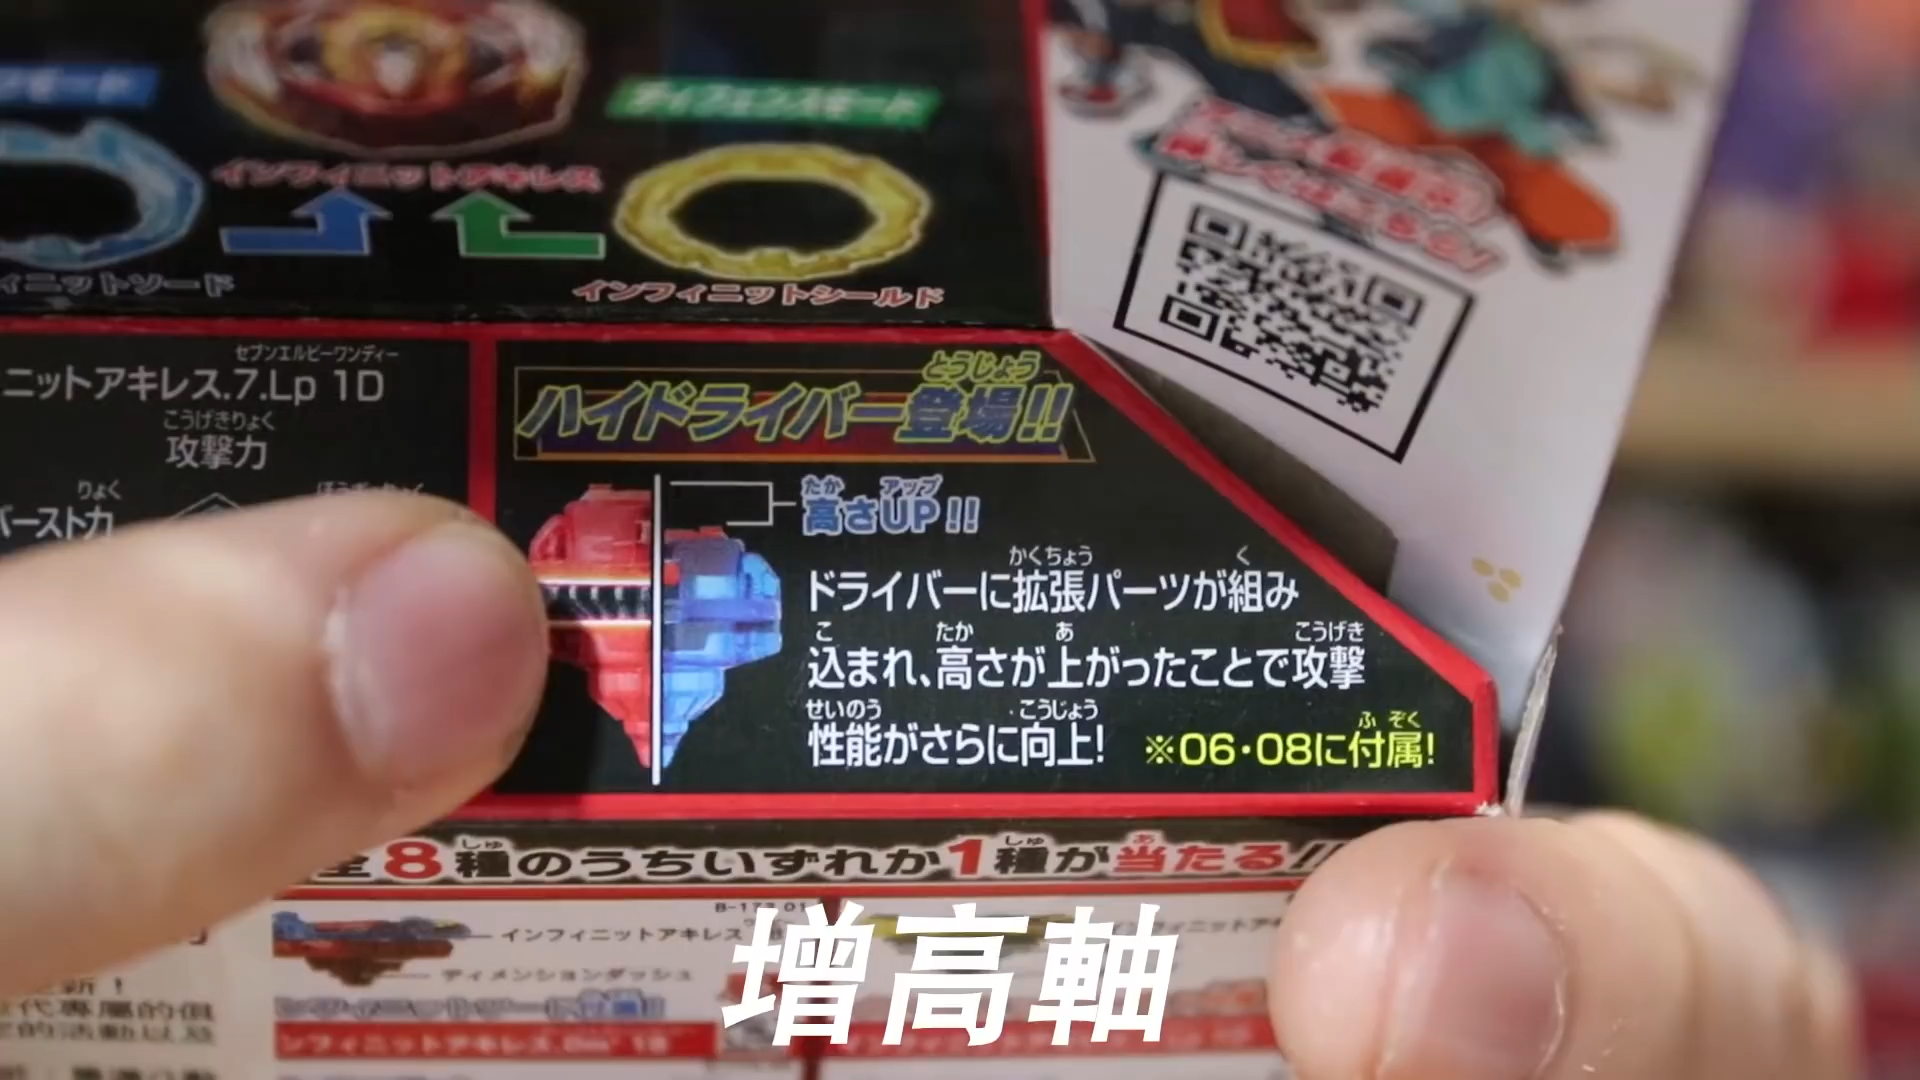 ディフェンスモード
インフィニットアキレス
インフィニットシールド
ィニットソード
セブンエルビーワンディー
ニットアキレス.7.Lp 1D
こうげきりょく
攻撃力
りょく
バースト力
とうじょう
ハイドライバー登場!!
たか アップ
高さUP!!
かくちょう く
ドライバーに拡張パーツが組み
こ たか あ こうげき
込まれ、高さが上がったことで攻撃
せいのう こうじょう ふ ぞく
性能がさらに向上! ※06・08に付属!
しゅ しゅ あ
全8種のうちいずれか1種が当たる!!
インフィニットアキレス
ディメンションダッシュ
増高軸